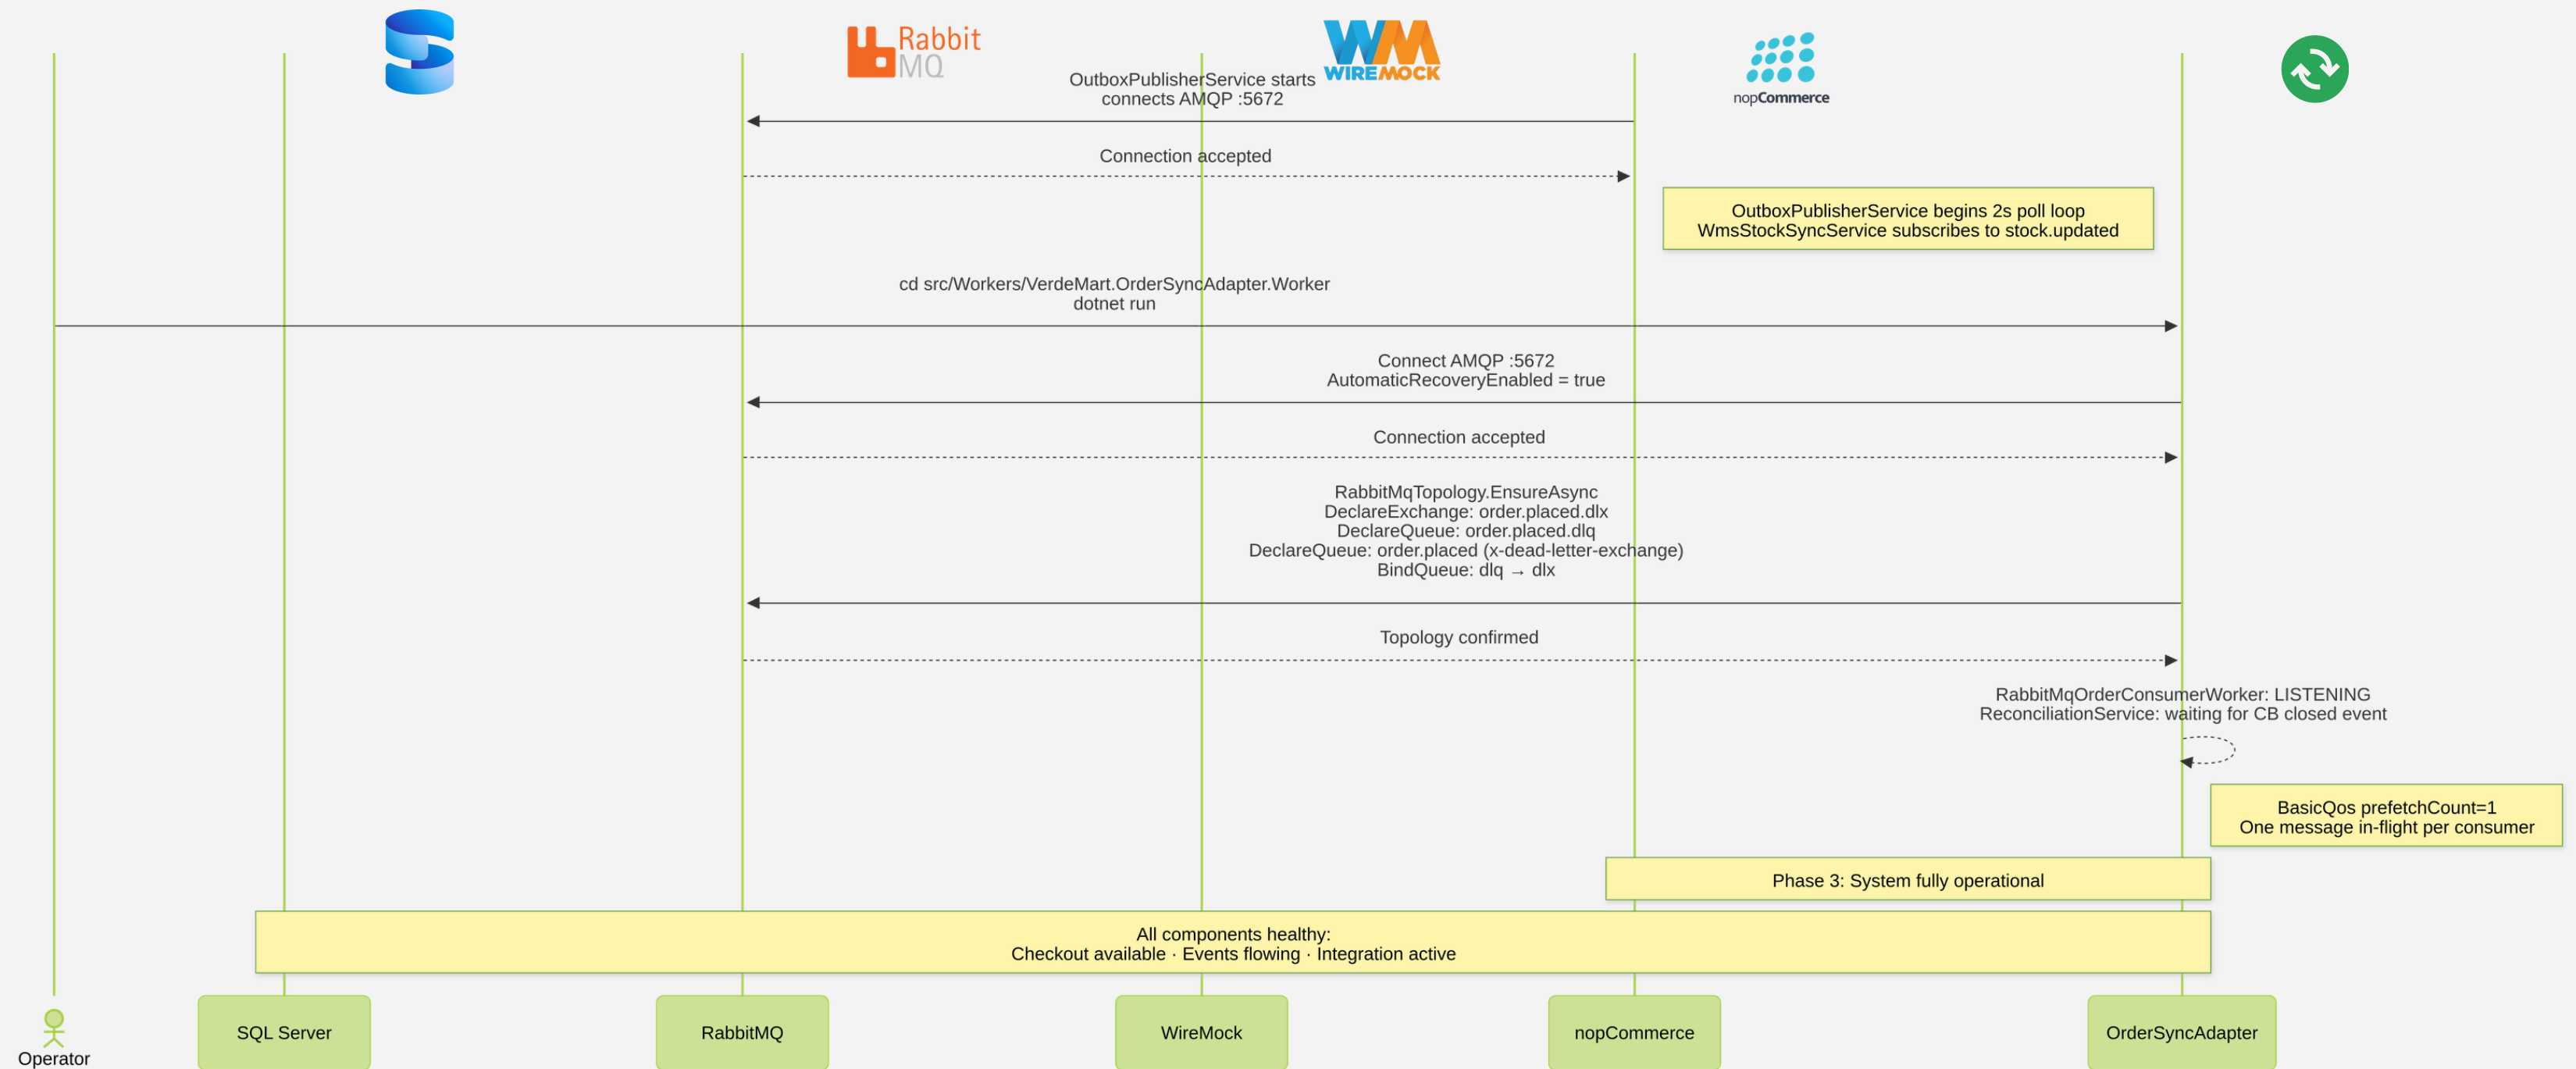 Rabbit
MQ
WIREMOCK
nopCommerce
OutboxPublisherService starts
connects AMQP :5672
Connection accepted
OutboxPublisherService begins 2s poll loop
WmsStockSyncService subscribes to stock.updated
cd src/Workers/VerdeMart.OrderSyncAdapter.Worker
dotnet run
Connect AMQP :5672
AutomaticRecoveryEnabled = true
Connection accepted
RabbitMqTopology.EnsureAsync
DeclareExchange: order.placed.dlx
DeclareQueue: order.placed.dlq
DeclareQueue: order.placed (x-dead-letter-exchange)
BindQueue: dlq → dlx
Topology confirmed
RabbitMqOrderConsumerWorker: LISTENING
ReconciliationService: waiting for CB closed event
BasicQos prefetchCount=1
One message in-flight per consumer
Phase 3: System fully operational
All components healthy:
Checkout available · Events flowing · Integration active
Operator
SQL Server
RabbitMQ
WireMock
nopCommerce
OrderSyncAdapter